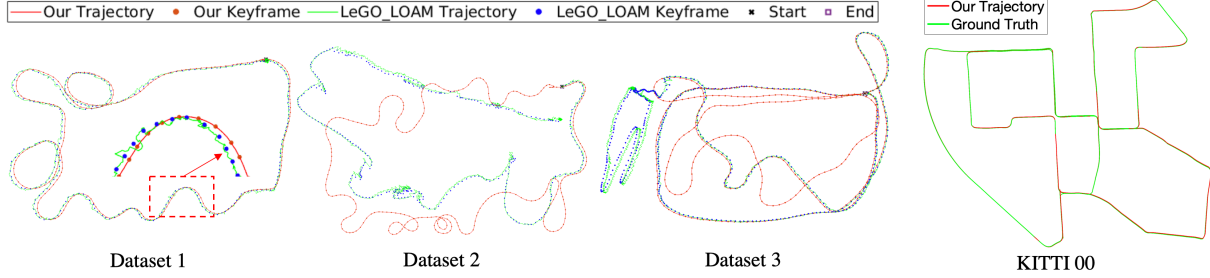 Our Trajectory Our Keyframe LeGO_LOAM Trajectory LeGO_LOAM Keyframe Start End
Our Trajectory
Ground Truth
Dataset 1 Dataset 2 Dataset 3 KITTI 00